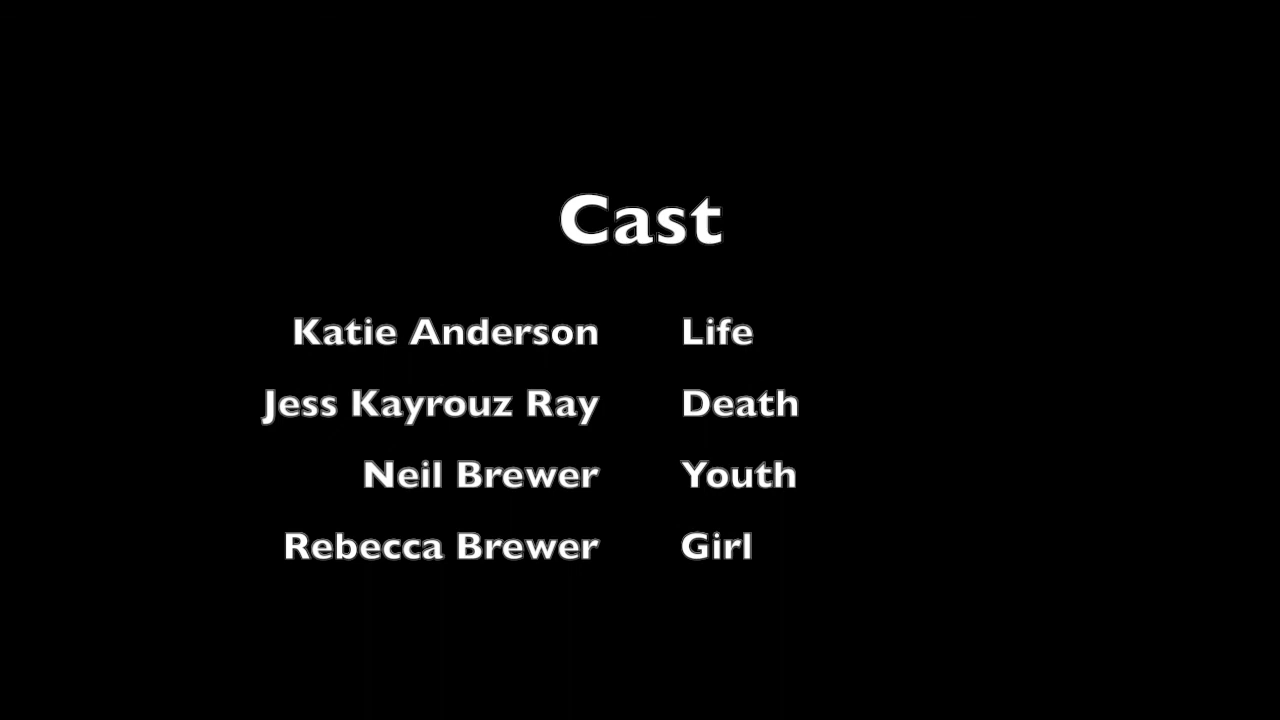 Cast
Katie Anderson Life
Jess Kayrouz Ray Death
Neil Brewer Youth
Rebecca Brewer Girl